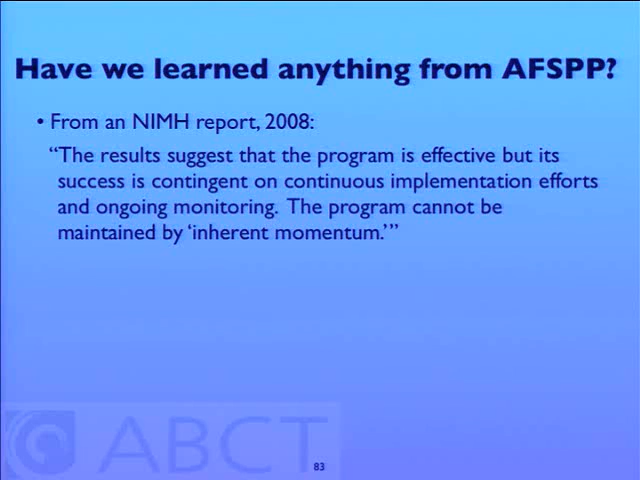 Have we learned anything from AFSPP?
• From an NIMH report, 2008:
“The results suggest that the program is effective but its
success is contingent on continuous implementation efforts
and ongoing monitoring. The program cannot be
maintained by ‘inherent momentum.’”
ABCT
83